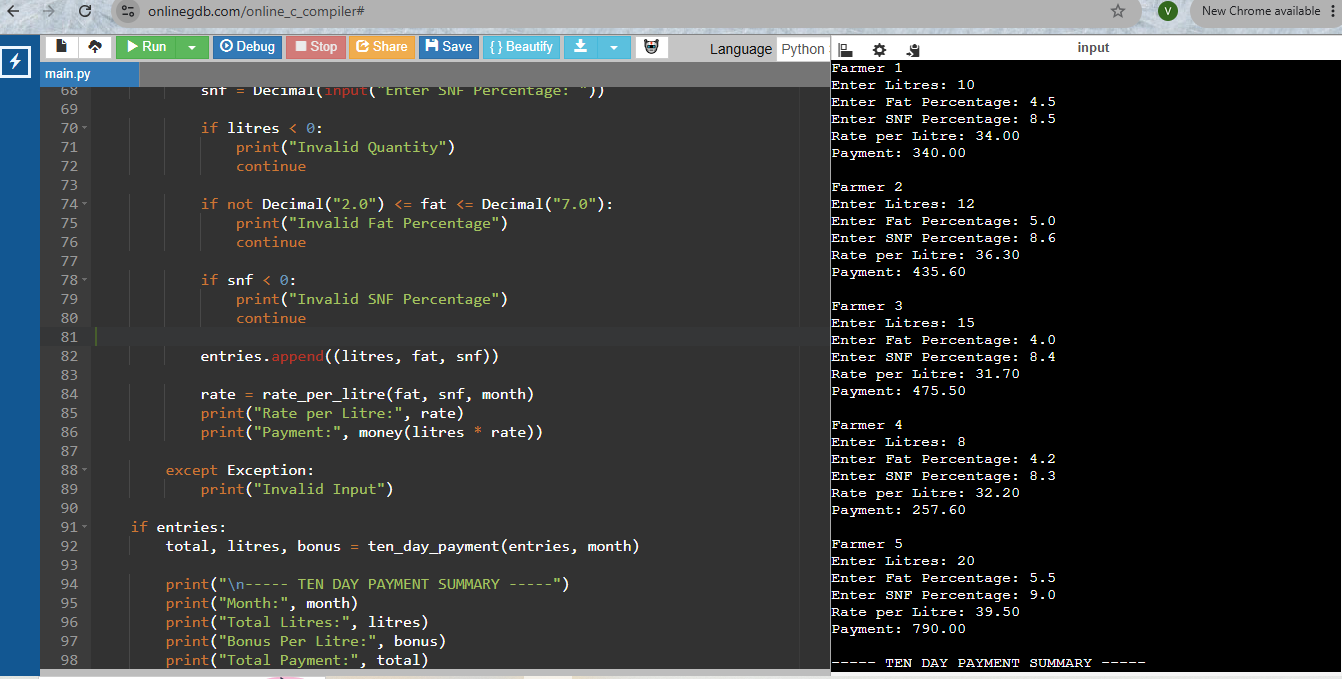 onlinegdb.com/online_c_compiler#
V
New Chrome available
Run
Debug
Stop
Share
Save
{ } Beautify
Language
Python
input
main.py
68 snf = Decimal(input("Enter SNF Percentage: "))
69
70 if litres < 0:
71 print("Invalid Quantity")
72 continue
73
74 if not Decimal("2.0") <= fat <= Decimal("7.0"):
75 print("Invalid Fat Percentage")
76 continue
77
78 if snf < 0:
79 print("Invalid SNF Percentage")
80 continue
81
82 entries.append((litres, fat, snf))
83
84 rate = rate_per_litre(fat, snf, month)
85 print("Rate per Litre:", rate)
86 print("Payment:", money(litres * rate))
87
88 except Exception:
89 print("Invalid Input")
90
91 if entries:
92 total, litres, bonus = ten_day_payment(entries, month)
93
94 print("\n----- TEN DAY PAYMENT SUMMARY -----")
95 print("Month:", month)
96 print("Total Litres:", litres)
97 print("Bonus Per Litre:", bonus)
98 print("Total Payment:", total)
Farmer 1
Enter Litres: 10
Enter Fat Percentage: 4.5
Enter SNF Percentage: 8.5
Rate per Litre: 34.00
Payment: 340.00
Farmer 2
Enter Litres: 12
Enter Fat Percentage: 5.0
Enter SNF Percentage: 8.6
Rate per Litre: 36.30
Payment: 435.60
Farmer 3
Enter Litres: 15
Enter Fat Percentage: 4.0
Enter SNF Percentage: 8.4
Rate per Litre: 31.70
Payment: 475.50
Farmer 4
Enter Litres: 8
Enter Fat Percentage: 4.2
Enter SNF Percentage: 8.3
Rate per Litre: 32.20
Payment: 257.60
Farmer 5
Enter Litres: 20
Enter Fat Percentage: 5.5
Enter SNF Percentage: 9.0
Rate per Litre: 39.50
Payment: 790.00
----- TEN DAY PAYMENT SUMMARY -----